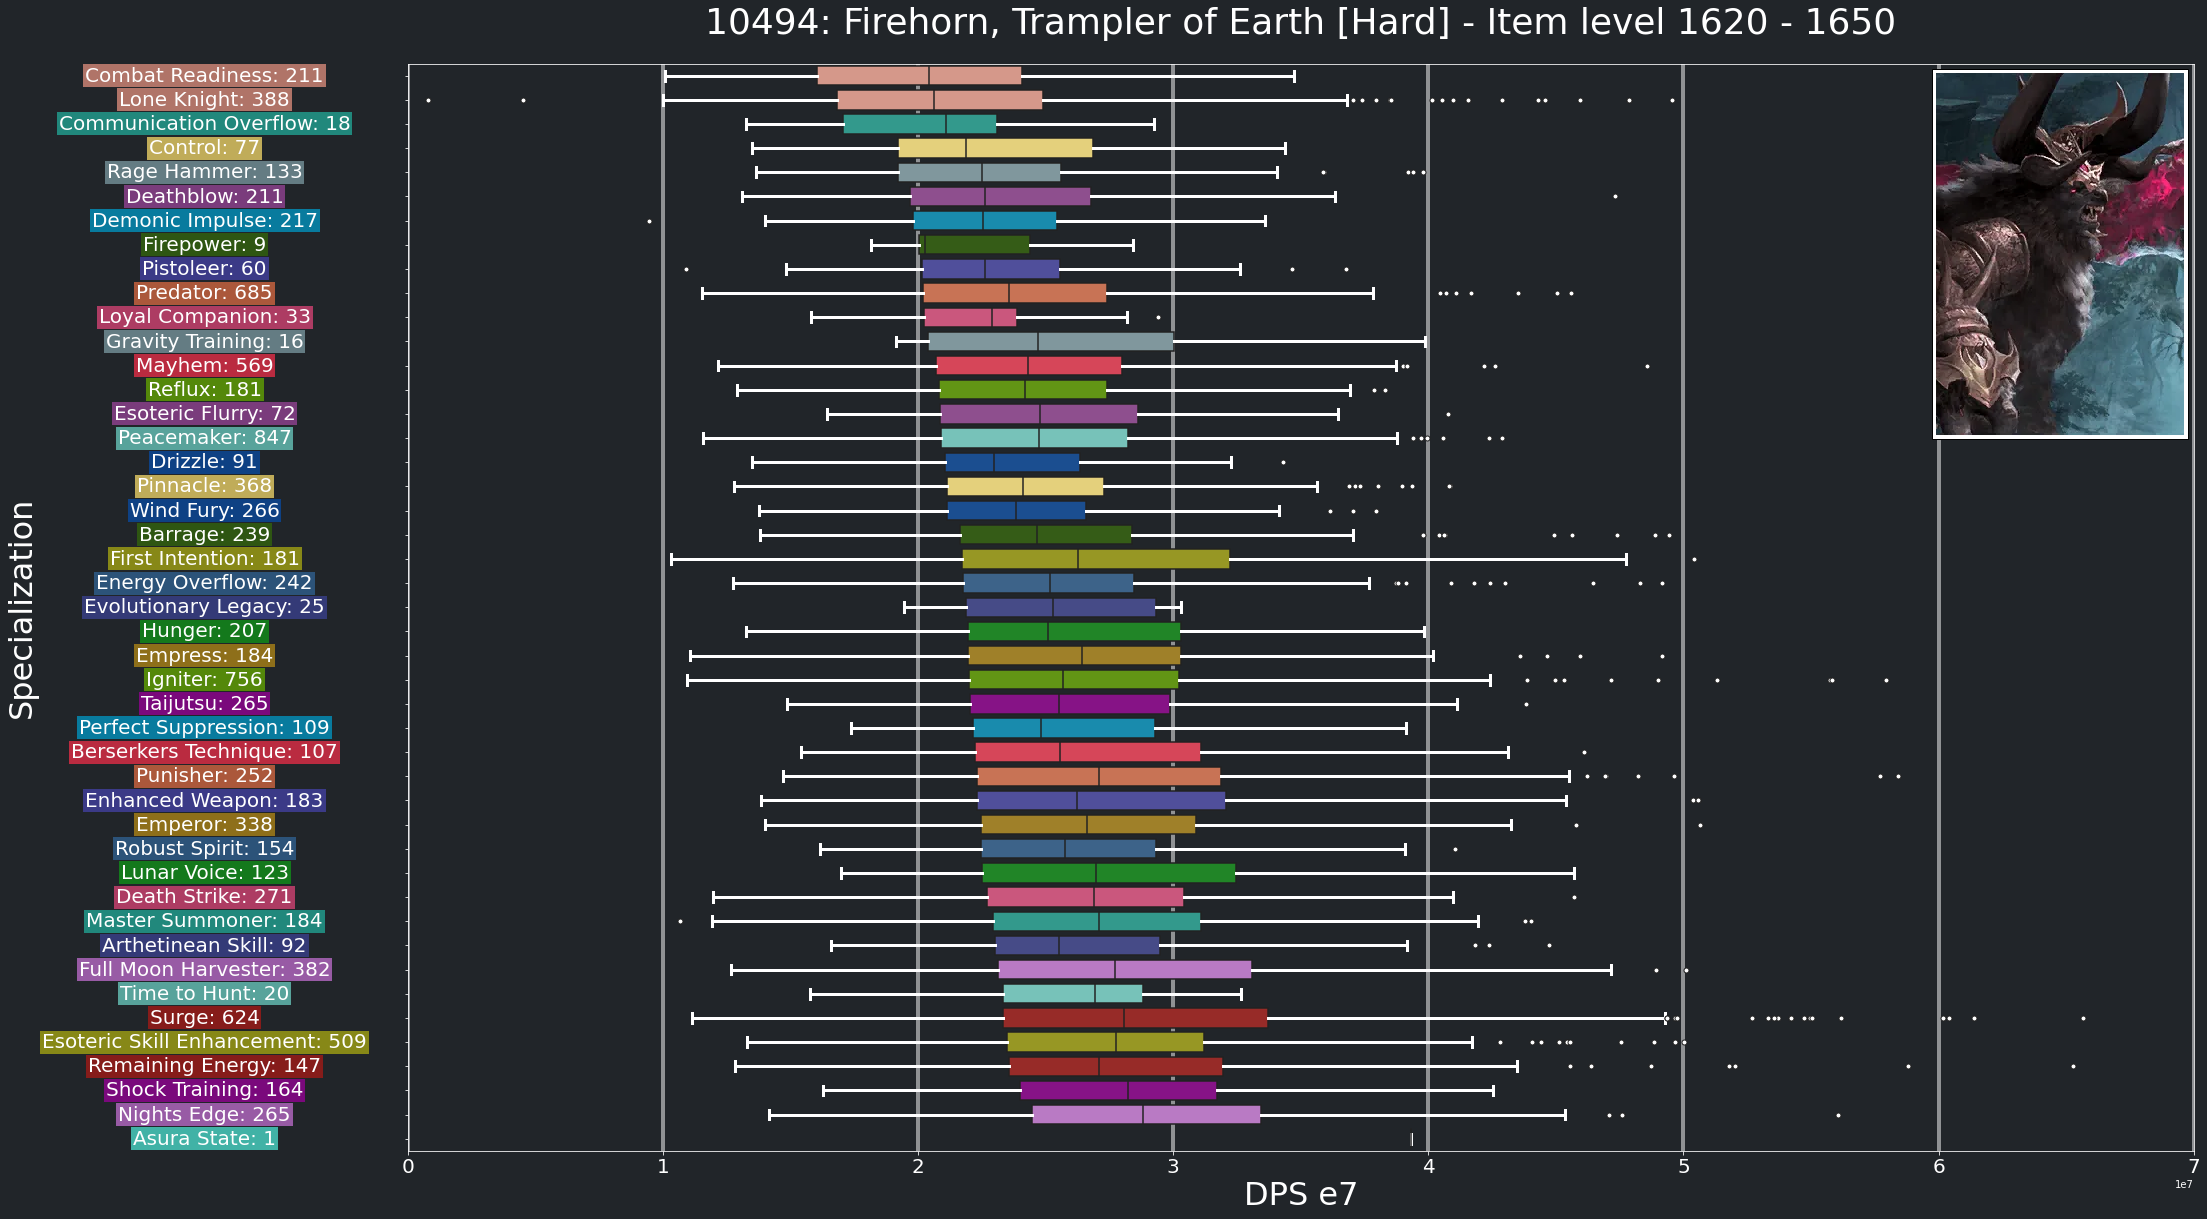 10494: Firehorn, Trampler of Earth [Hard] - Item level 1620 - 1650
Specialization
Combat Readiness: 211
Lone Knight: 388
Communication Overflow: 18
Control: 77
Rage Hammer: 133
Deathblow: 211
Demonic Impulse: 217
Firepower: 9
Pistoleer: 60
Predator: 685
Loyal Companion: 33
Gravity Training: 16
Mayhem: 569
Reflux: 181
Esoteric Flurry: 72
Peacemaker: 847
Drizzle: 91
Pinnacle: 368
Wind Fury: 266
Barrage: 239
First Intention: 181
Energy Overflow: 242
Evolutionary Legacy: 25
Hunger: 207
Empress: 184
Igniter: 756
Taijutsu: 265
Perfect Suppression: 109
Berserkers Technique: 107
Punisher: 252
Enhanced Weapon: 183
Emperor: 338
Robust Spirit: 154
Lunar Voice: 123
Death Strike: 271
Master Summoner: 184
Arthetinean Skill: 92
Full Moon Harvester: 382
Time to Hunt: 20
Surge: 624
Esoteric Skill Enhancement: 509
Remaining Energy: 147
Shock Training: 164
Nights Edge: 265
Asura State: 1
0 1 2 3 4 5 6 7
1e7
DPS e7